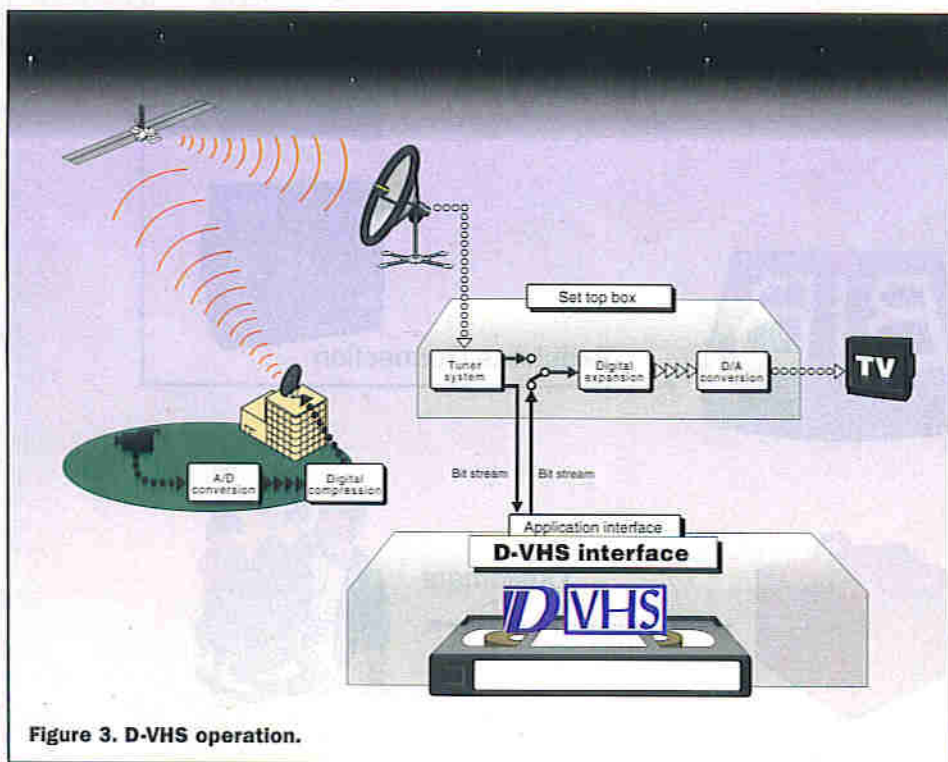 Set top box
Tuner
system
Digital
expansion
D/A
conversion
TV
A/D
conversion
Digital
compression
Bit stream
Bit stream
Application interface
D-VHS interface
D-VHS
Figure 3. D-VHS operation.